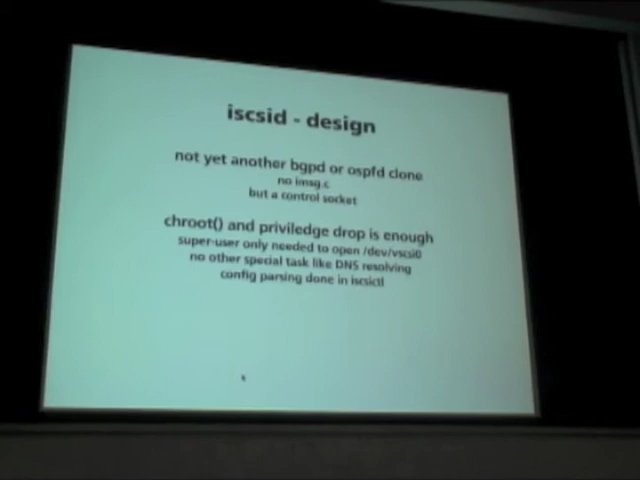 iscsid - design
not yet another bgpd or ospfd clone
no imsg.c
but a control socket
chroot() and priviledge drop is enough
super-user only needed to open /dev/vscsi0
no other special task like DNS resolving
config parsing done in iscsictl